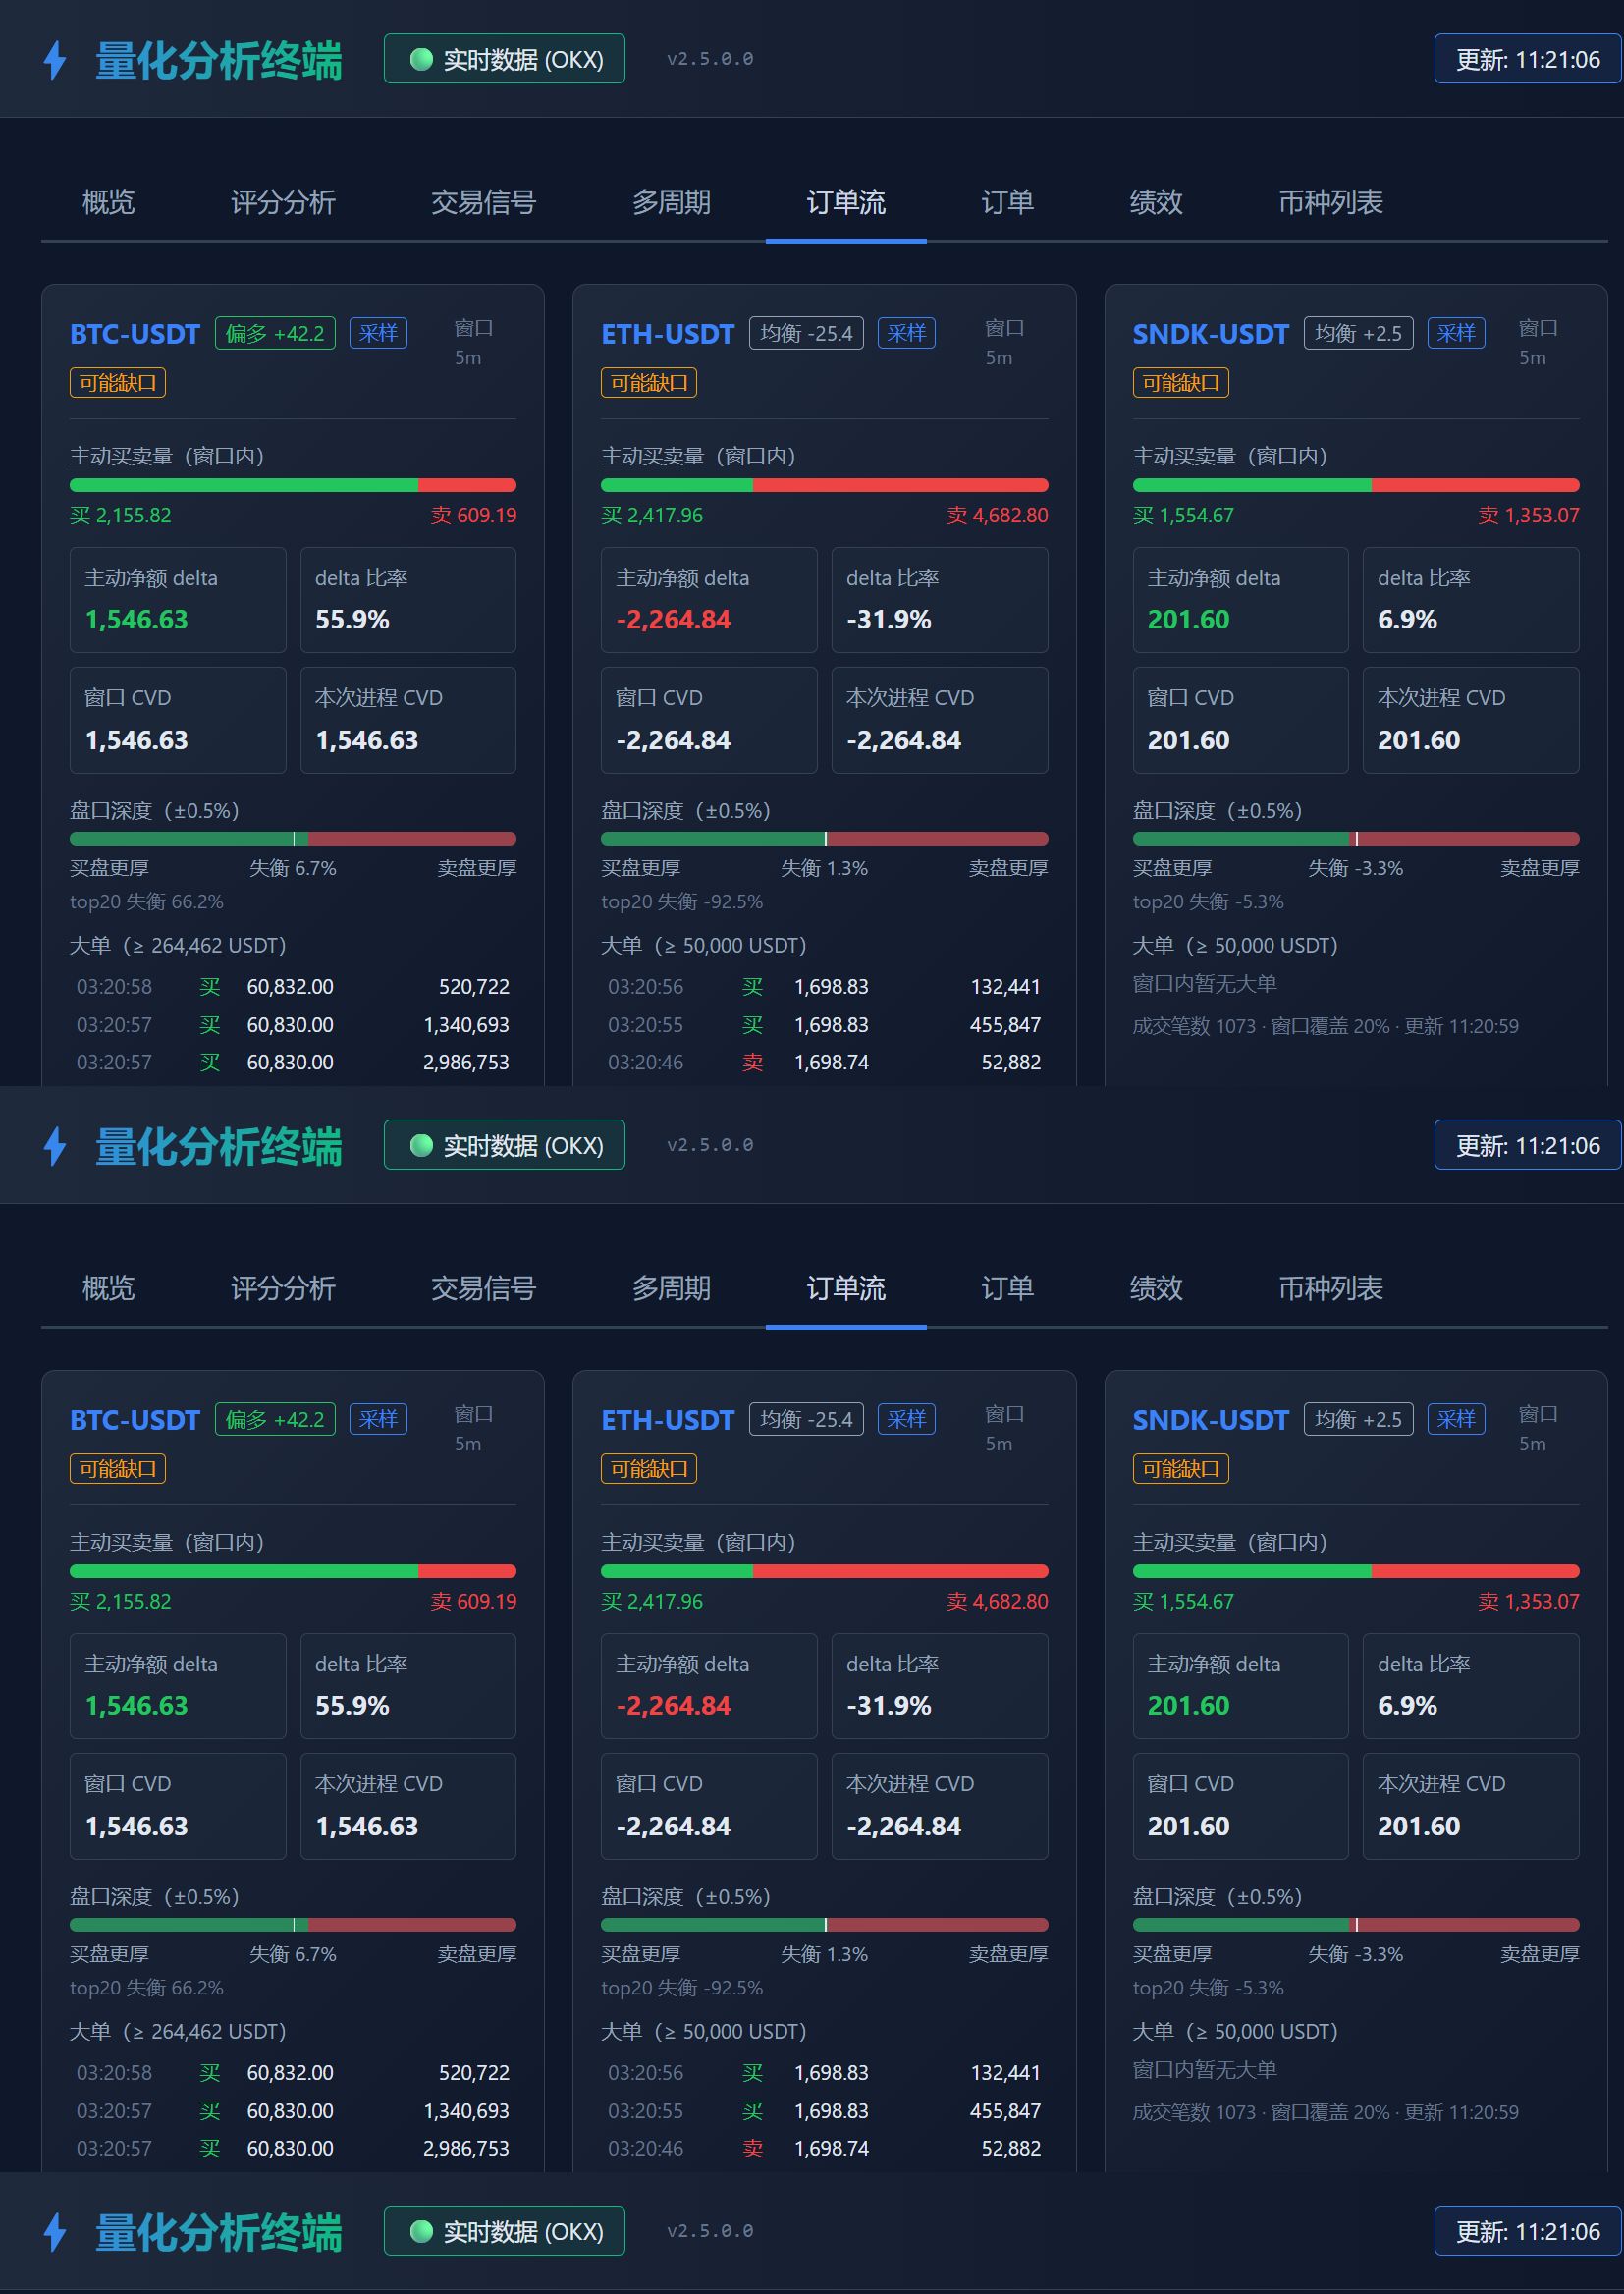 量化分析终端 实时数据 (OKX) v2.5.0.0 更新: 11:21:06
概览 评分分析 交易信号 多周期 订单流 订单 绩效 币种列表
BTC-USDT 偏多 +42.2 采样 窗口 5m
可能缺口
主动买卖量（窗口内）
买 2,155.82 卖 609.19
主动净额 delta delta 比率
1,546.63 55.9%
窗口 CVD 本次进程 CVD
1,546.63 1,546.63
盘口深度（±0.5%）
买盘更厚 失衡 6.7% 卖盘更厚
top20 失衡 66.2%
大单（≥ 264,462 USDT）
03:20:58 买 60,832.00 520,722
03:20:57 买 60,830.00 1,340,693
03:20:57 买 60,830.00 2,986,753
ETH-USDT 均衡 -25.4 采样 窗口 5m
可能缺口
主动买卖量（窗口内）
买 2,417.96 卖 4,682.80
主动净额 delta delta 比率
-2,264.84 -31.9%
窗口 CVD 本次进程 CVD
-2,264.84 -2,264.84
盘口深度（±0.5%）
买盘更厚 失衡 1.3% 卖盘更厚
top20 失衡 -92.5%
大单（≥ 50,000 USDT）
03:20:56 买 1,698.83 132,441
03:20:55 买 1,698.83 455,847
03:20:46 卖 1,698.74 52,882
SNDK-USDT 均衡 +2.5 采样 窗口 5m
可能缺口
主动买卖量（窗口内）
买 1,554.67 卖 1,353.07
主动净额 delta delta 比率
201.60 6.9%
窗口 CVD 本次进程 CVD
201.60 201.60
盘口深度（±0.5%）
买盘更厚 失衡 -3.3% 卖盘更厚
top20 失衡 -5.3%
大单（≥ 50,000 USDT）
窗口内暂无大单
成交笔数 1073 · 窗口覆盖 20% · 更新 11:20:59
量化分析终端 实时数据 (OKX) v2.5.0.0 更新: 11:21:06
概览 评分分析 交易信号 多周期 订单流 订单 绩效 币种列表
BTC-USDT 偏多 +42.2 采样 窗口 5m
可能缺口
主动买卖量（窗口内）
买 2,155.82 卖 609.19
主动净额 delta delta 比率
1,546.63 55.9%
窗口 CVD 本次进程 CVD
1,546.63 1,546.63
盘口深度（±0.5%）
买盘更厚 失衡 6.7% 卖盘更厚
top20 失衡 66.2%
大单（≥ 264,462 USDT）
03:20:58 买 60,832.00 520,722
03:20:57 买 60,830.00 1,340,693
03:20:57 买 60,830.00 2,986,753
ETH-USDT 均衡 -25.4 采样 窗口 5m
可能缺口
主动买卖量（窗口内）
买 2,417.96 卖 4,682.80
主动净额 delta delta 比率
-2,264.84 -31.9%
窗口 CVD 本次进程 CVD
-2,264.84 -2,264.84
盘口深度（±0.5%）
买盘更厚 失衡 1.3% 卖盘更厚
top20 失衡 -92.5%
大单（≥ 50,000 USDT）
03:20:56 买 1,698.83 132,441
03:20:55 买 1,698.83 455,847
03:20:46 卖 1,698.74 52,882
SNDK-USDT 均衡 +2.5 采样 窗口 5m
可能缺口
主动买卖量（窗口内）
买 1,554.67 卖 1,353.07
主动净额 delta delta 比率
201.60 6.9%
窗口 CVD 本次进程 CVD
201.60 201.60
盘口深度（±0.5%）
买盘更厚 失衡 -3.3% 卖盘更厚
top20 失衡 -5.3%
大单（≥ 50,000 USDT）
窗口内暂无大单
成交笔数 1073 · 窗口覆盖 20% · 更新 11:20:59
量化分析终端 实时数据 (OKX) v2.5.0.0 更新: 11:21:06